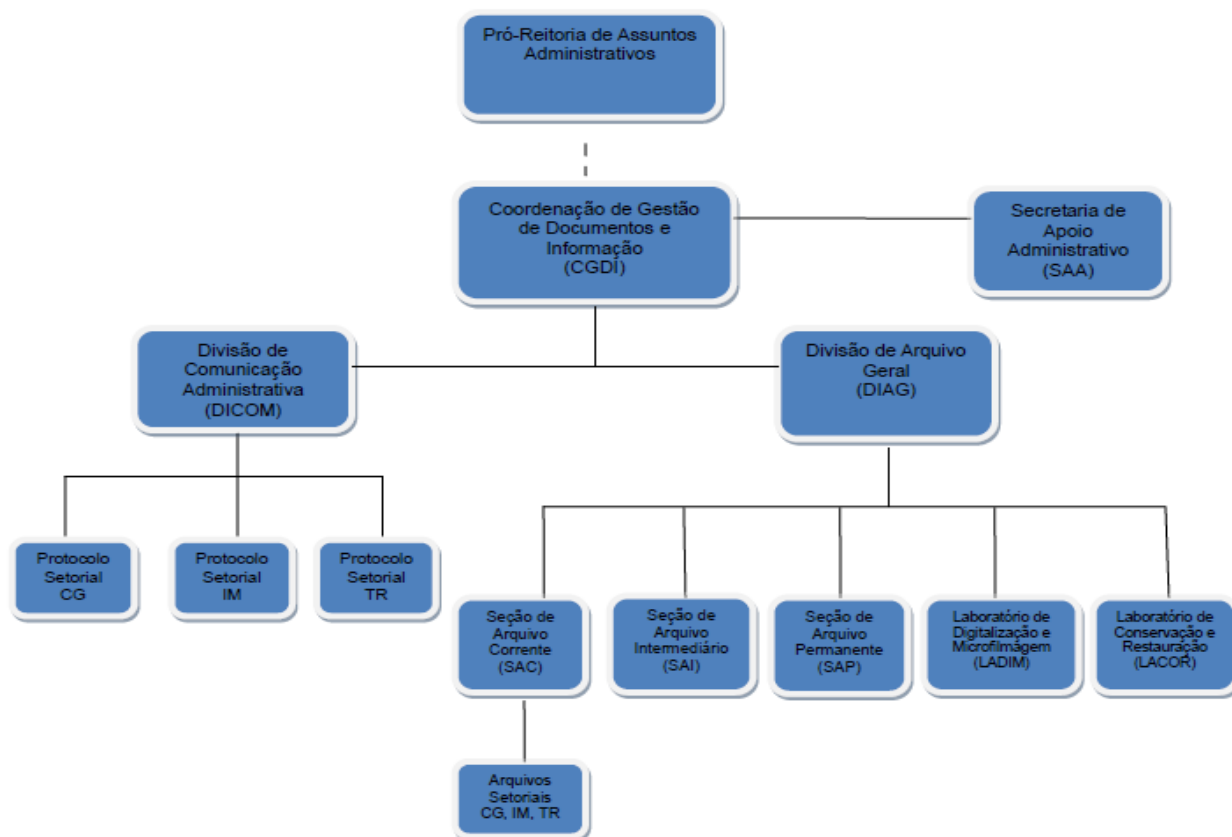 Pró-Reitoria de Assuntos
Administrativos
Coordenação de Gestão
de Documentos e
Informação
(CGDI)
Secretaria de
Apoio
Administrativo
(SAA)
Divisão de
Comunicação
Administrativa
(DICOM)
Divisão de Arquivo
Geral
(DIAG)
Protocolo
Setorial
CG
Protocolo
Setorial
IM
Protocolo
Setorial
TR
Seção de
Arquivo
Corrente
(SAC)
Seção de
Arquivo
Intermediário
(SAI)
Seção de
Arquivo
Permanente
(SAP)
Laboratório de
Digitalização e
Microfilmágem
(LADIM)
Laboratório de
Conservação e
Restauração
(LACOR)
Arquivos
Setoriais
CG, IM, TR